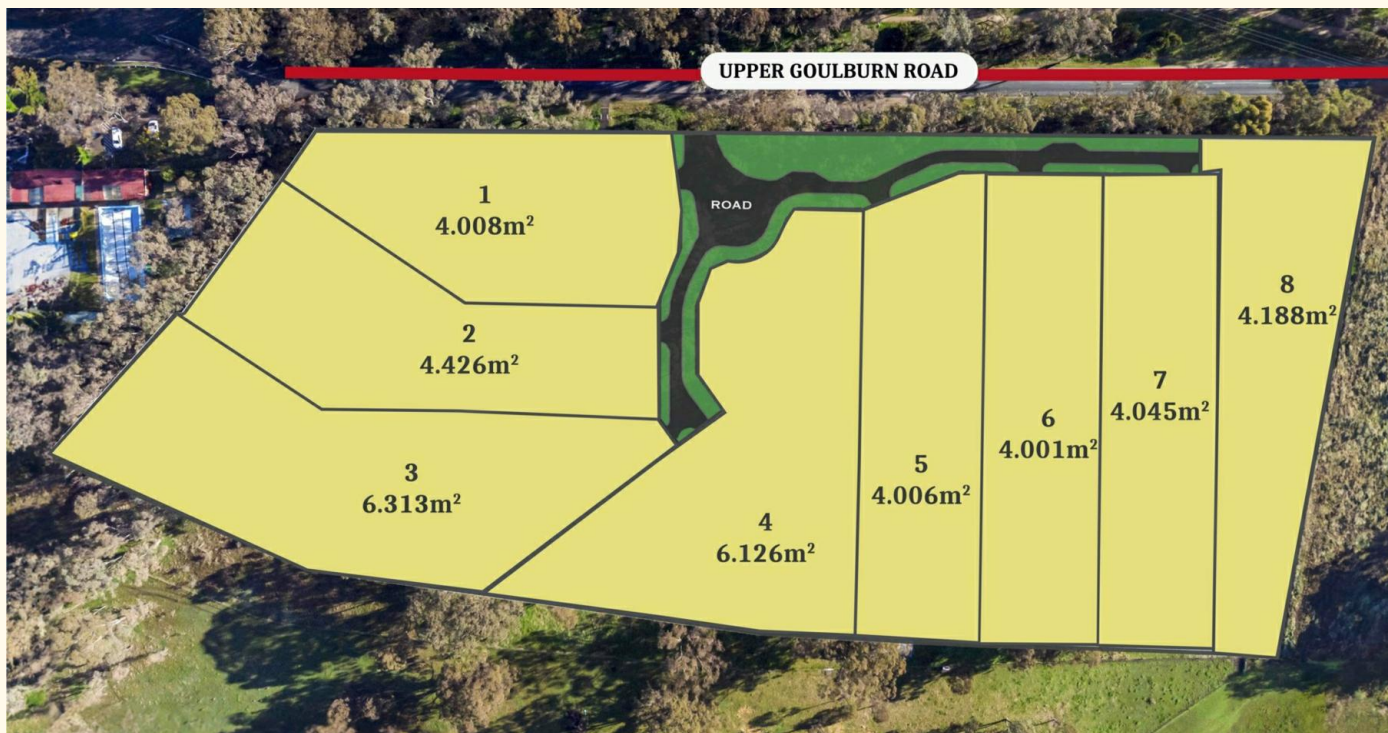 UPPER GOULBURN ROAD
1
4.008m²
ROAD
2
4.426m²
3
6.313m²
4
6.126m²
5
4.006m²
6
4.001m²
7
4.045m²
8
4.188m²